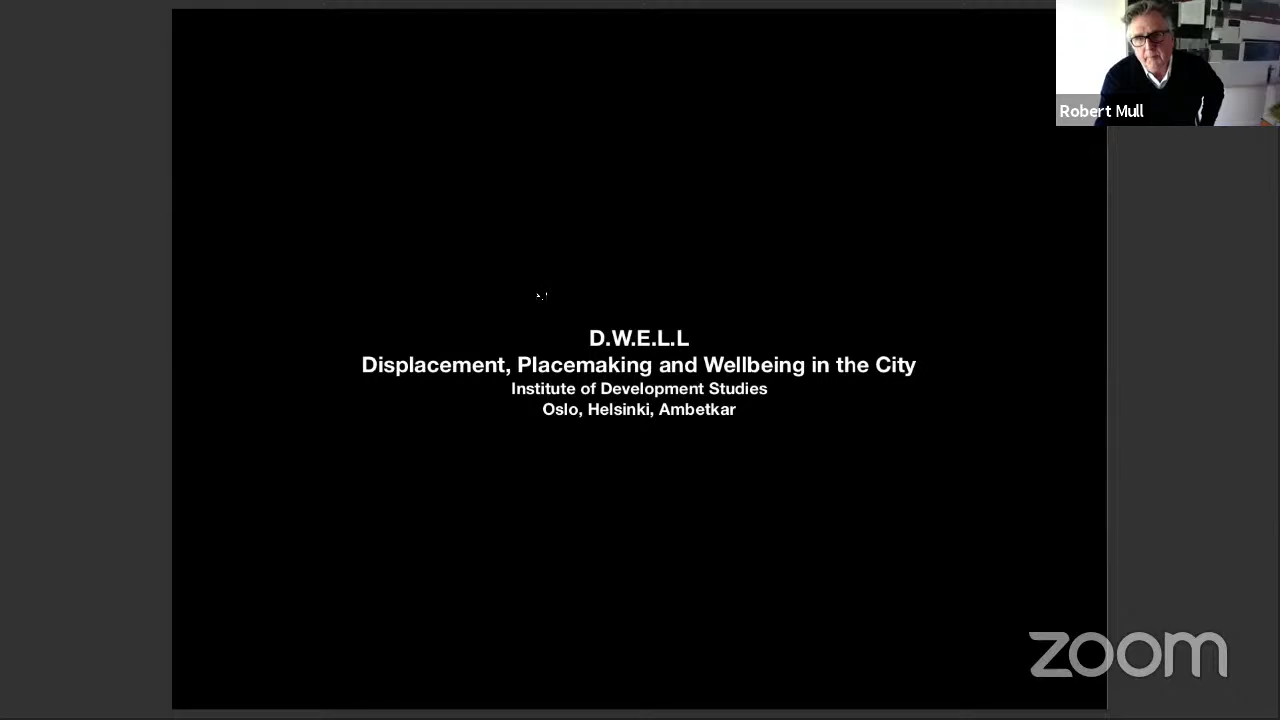 Robert Mull
D.W.E.L.L
Displacement, Placemaking and Wellbeing in the City
Institute of Development Studies
Oslo, Helsinki, Ambetkar
zoom